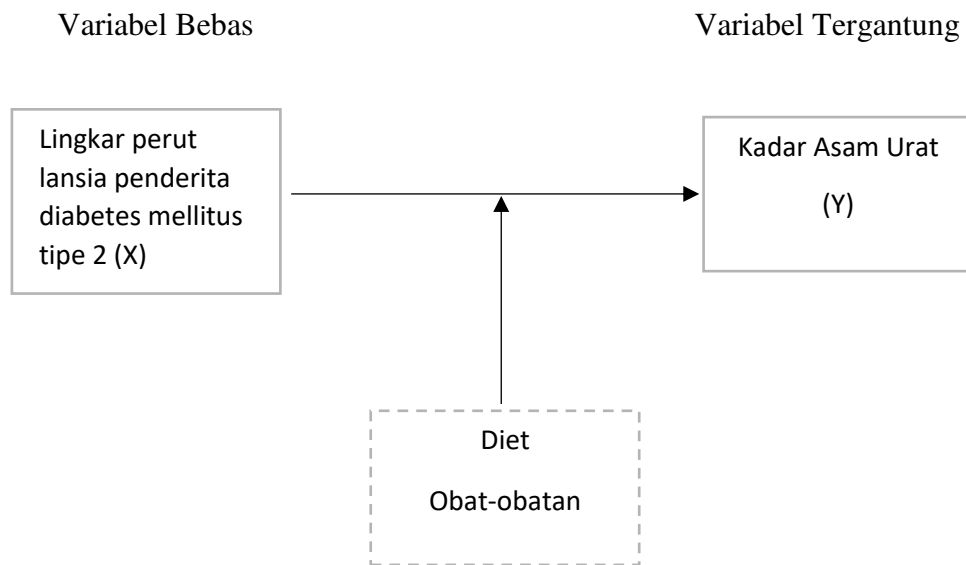 Variabel Bebas
Variabel Tergantung
Lingkar perut
lansia penderita
diabetes mellitus
tipe 2 (X)
Kadar Asam Urat
(Y)
Diet
Obat-obatan